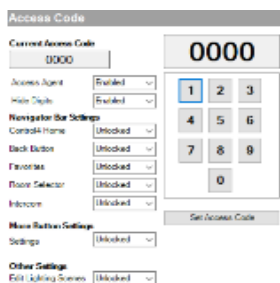 Access Code
Current Access Code
0000
0000
Access Agent Enabled
Hide Digits Enabled
Navigator Bar Settings
Control4 Home Unlocked
Back Button Unlocked
Favorites Unlocked
Room Selector Unlocked
Intercom Unlocked
More Button Settings
Settings Unlocked
Other Settings
Edit Lighting Scenes Unlocked
1 2 3
4 5 6
7 8 9
0
Set Access Code